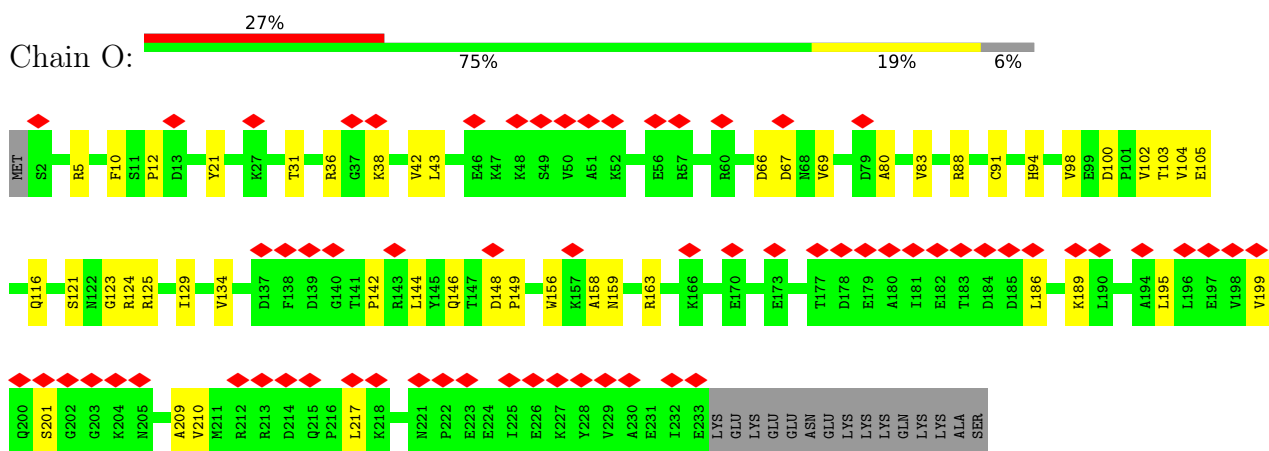 27%
Chain O:
75% 19% 6%
MET S2 R5 F10 S11 P12 D13 Y21 K27 T31 R36 G37 K38 V42 L43 E46 K47 K48 S49 V50 A51 K52 E56 R57 R60 D66 D67 N68 V69 D79 A80 V83 R88 C91 H94 V98 E99 D100 P101 V102 T103 V104 E105
Q116 S121 N122 G123 R124 R125 I129 V134 D137 F138 D139 G140 T141 P142 R143 L144 Y145 Q146 T147 D148 P149 W156 K157 A158 N159 R163 K166 E170 E173 T177 D178 E179 A180 I181 E182 T183 D184 D185 L186 K189 L190 A194 L195 L196 E197 V198 V199
Q200 S201 G202 G203 K204 N205 A209 V210 M211 R212 R213 D214 Q215 P216 L217 K218 N221 P222 E223 E224 I225 E226 K227 Y228 V229 A230 E231 I232 E233 LYS GLU LYS GLU GLU ASN GLU LYS LYS LYS GLN LYS LYS ALA SER